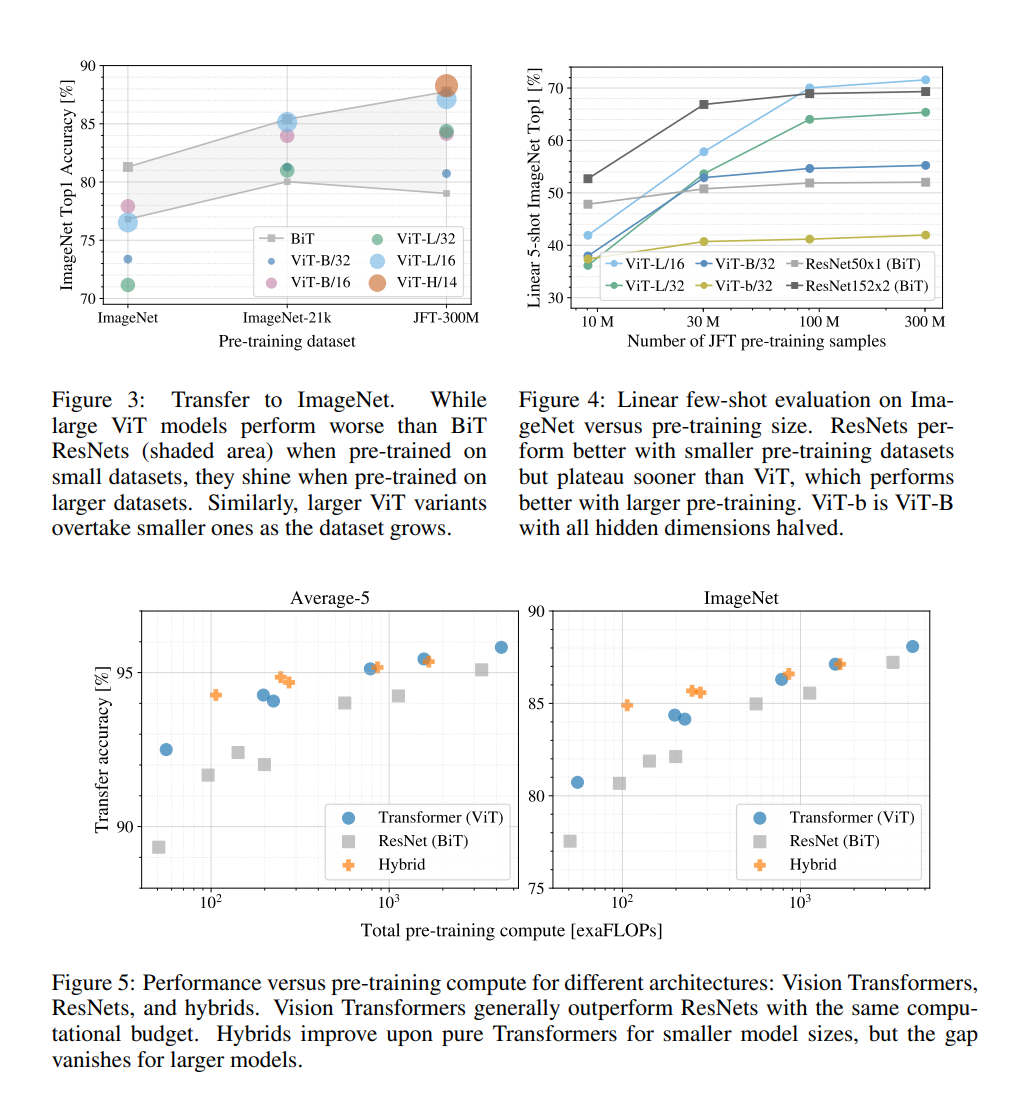 90
85
80
75
70
ImageNet Top1 Accuracy [%]
BiT
ViT-B/32
ViT-B/16
ViT-L/32
ViT-L/16
ViT-H/14
ImageNet
ImageNet-21k
JFT-300M
Pre-training dataset
70
60
50
40
30
Linear 5-shot ImageNet Top1 [%]
ViT-L/16
ViT-L/32
ViT-B/32
ViT-b/32
ResNet50x1 (BiT)
ResNet152x2 (BiT)
10 M
30 M
100 M
300 M
Number of JFT pre-training samples
Figure 3: Transfer to ImageNet. While
large ViT models perform worse than BiT
ResNets (shaded area) when pre-trained on
small datasets, they shine when pre-trained on
larger datasets. Similarly, larger ViT variants
overtake smaller ones as the dataset grows.
Figure 4: Linear few-shot evaluation on Ima-
geNet versus pre-training size. ResNets per-
form better with smaller pre-training datasets
but plateau sooner than ViT, which performs
better with larger pre-training. ViT-b is ViT-B
with all hidden dimensions halved.
Average-5
95
90
Transfer accuracy [%]
Transformer (ViT)
ResNet (BiT)
Hybrid
10²
10³
ImageNet
90
85
80
75
Transformer (ViT)
ResNet (BiT)
Hybrid
10²
10³
Total pre-training compute [exaFLOPs]
Figure 5: Performance versus pre-training compute for different architectures: Vision Transformers,
ResNets, and hybrids. Vision Transformers generally outperform ResNets with the same compu-
tational budget. Hybrids improve upon pure Transformers for smaller model sizes, but the gap
vanishes for larger models.